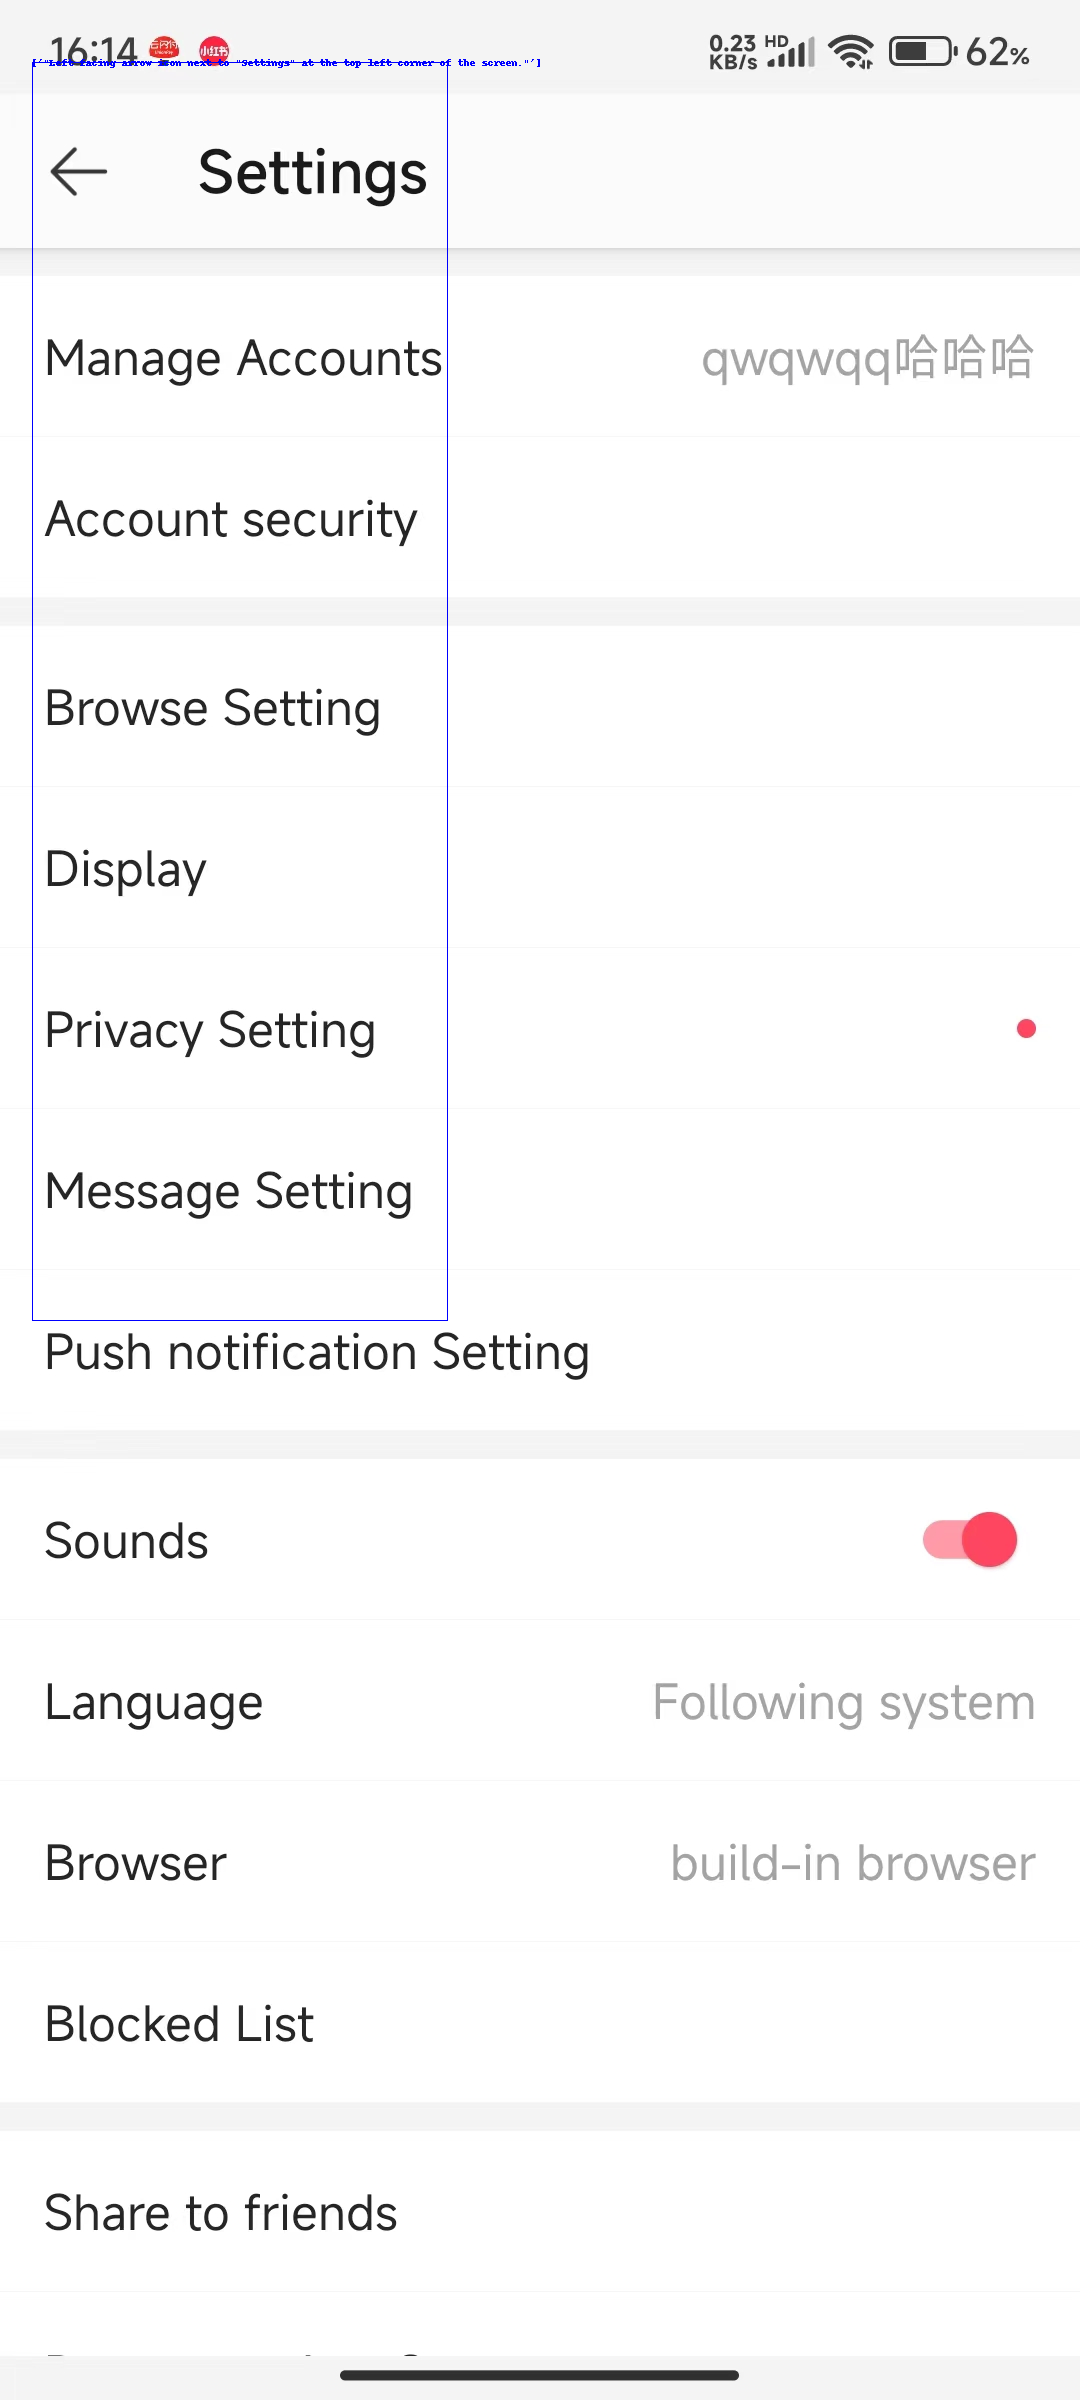 16:14
云闪付
小红书
0.23 KB/s
HD
62%
['"Left-facing arrow icon next to "Settings" at the top left corner of the screen."']
Settings
Manage Accounts qwqwqq哈哈哈
Account security
Browse Setting
Display
Privacy Setting
Message Setting
Push notification Setting
Sounds
Language Following system
Browser build-in browser
Blocked List
Share to friends